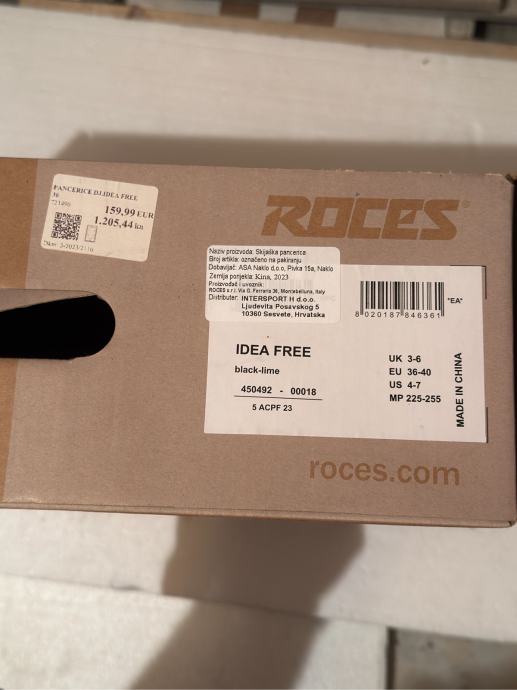 PANCERICE DJ.IDEA FREE
36
159,99 EUR
1.205,44 kn
ROCES®
Naziv proizvoda: Skijaška pancerica
Broj artikla: označeno na pakiranju
Dobavljač: ASA Naklo d.o.o, Pivka 15a, Naklo
Zemlja porijekla: Kina, 2023
Proizvođač i uvoznik:
ROCES s.r.l. Via G. Ferraris 36, Montebelluna, Italy
Distributer: INTERSPORT H d.o.o.
Ljudevita Posavskog 5
10360 Sesvete, Hrvatska
8 020187 846361
"EA"
IDEA FREE
black-lime
450492 - 00018
5 ACPF 23
UK 3-6
EU 36-40
US 4-7
MP 225-255
MADE IN CHINA
roces.com